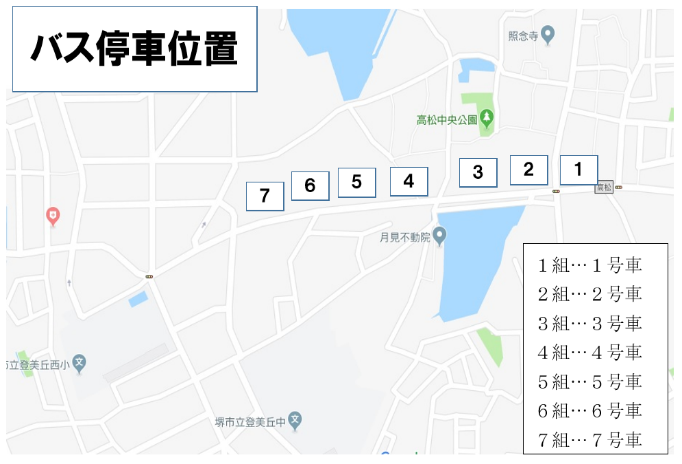 バス停車位置
照念寺
高松中央公園
1
2
3
4
5
6
7
高松
月見不動院
市立登美丘西小
文
堺市立登美丘中
文
1組…1号車
2組…2号車
3組…3号車
4組…4号車
5組…5号車
6組…6号車
7組…7号車